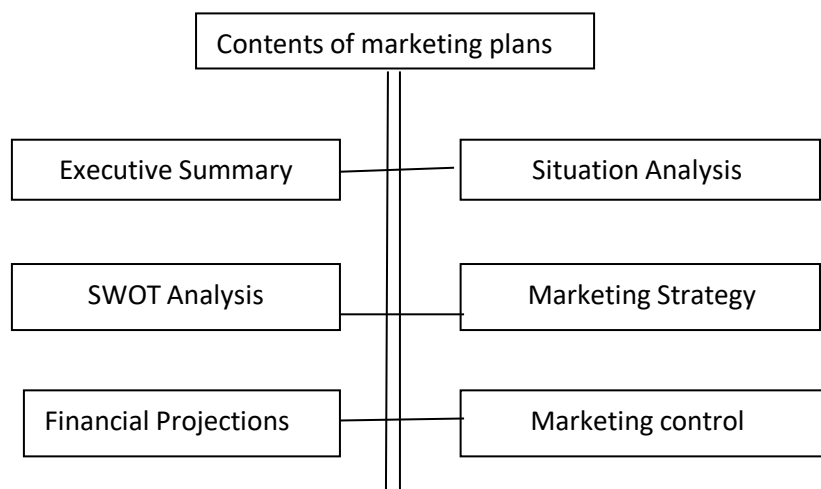 Contents of marketing plans
Executive Summary
Situation Analysis
SWOT Analysis
Marketing Strategy
Financial Projections
Marketing control